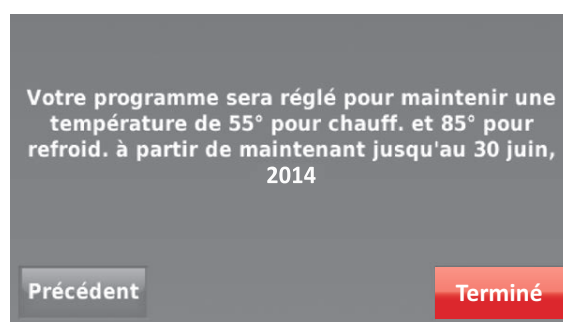 Votre programme sera réglé pour maintenir une
température de 55° pour chauff. et 85° pour
refroid. à partir de maintenant jusqu'au 30 juin,
2014
Précédent
Terminé